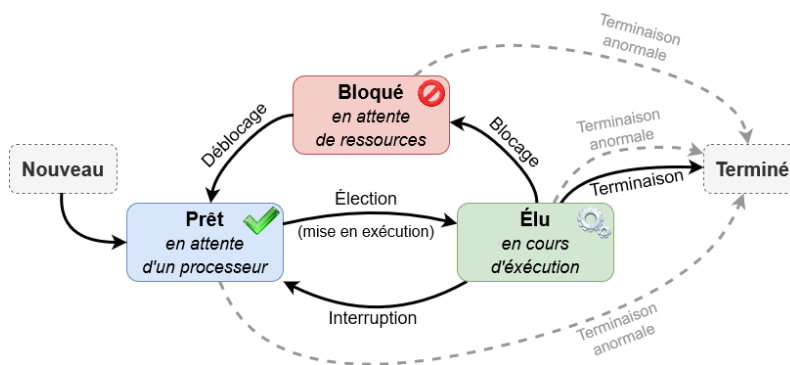 Terminaison
anormale
Bloqué
en attente
de ressources
Déblocage
Blocage
Terminaison
anormale
Nouveau
Terminé
Terminaison
Prêt
en attente
d'un processeur
Élection
(mise en exécution)
Élu
en cours
d'éxécution
Interruption
Terminaison
anormale